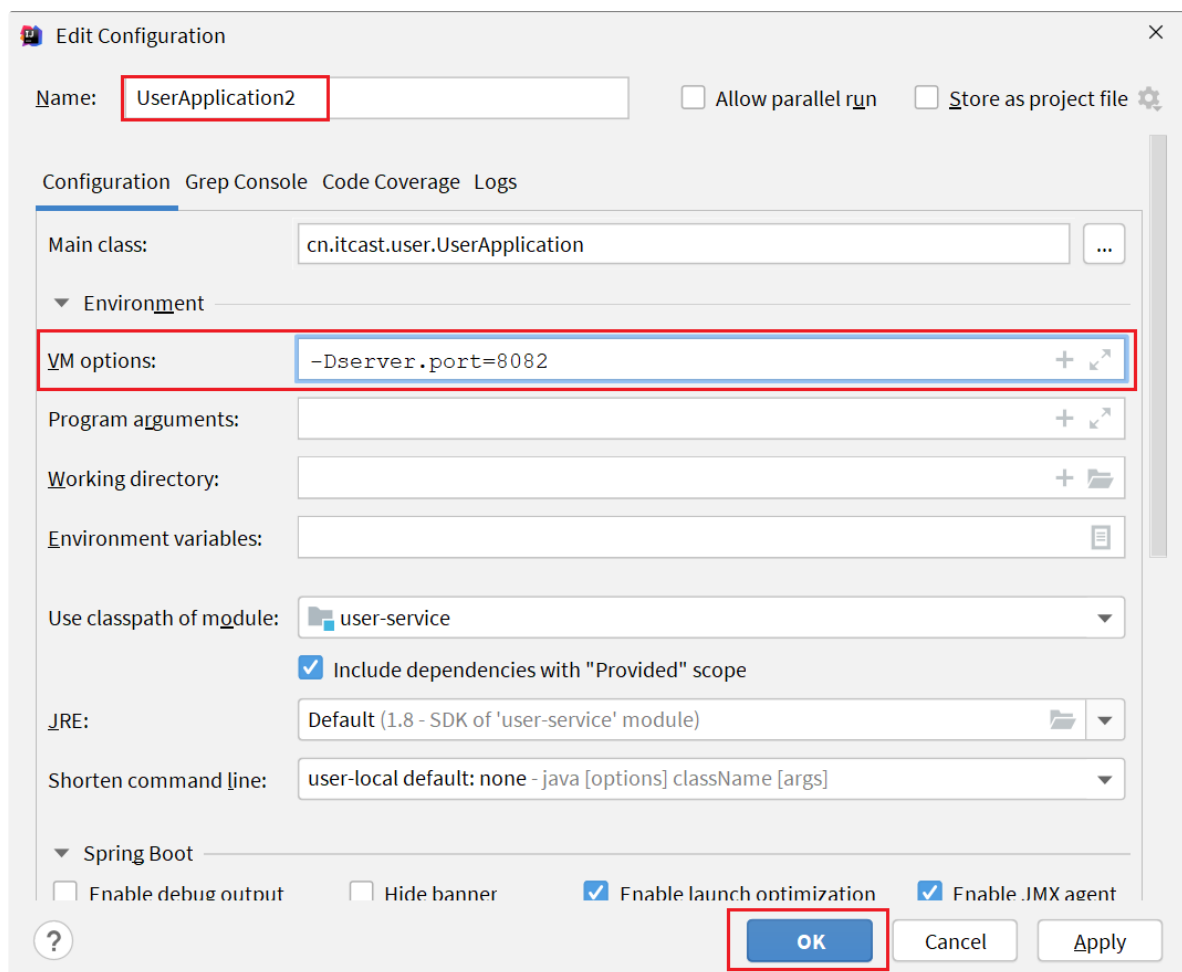 Edit Configuration
Name: UserApplication2 Allow parallel run Store as project file
Configuration Grep Console Code Coverage Logs
Main class: cn.itcast.user.UserApplication ...
Environment
VM options: -Dserver.port=8082
Program arguments:
Working directory:
Environment variables:
Use classpath of module: user-service
Include dependencies with "Provided" scope
JRE: Default (1.8 - SDK of 'user-service' module)
Shorten command line: user-local default: none - java [options] className [args]
Spring Boot
Enable debug output Hide banner Enable launch optimization Enable JMX agent
? OK Cancel Apply